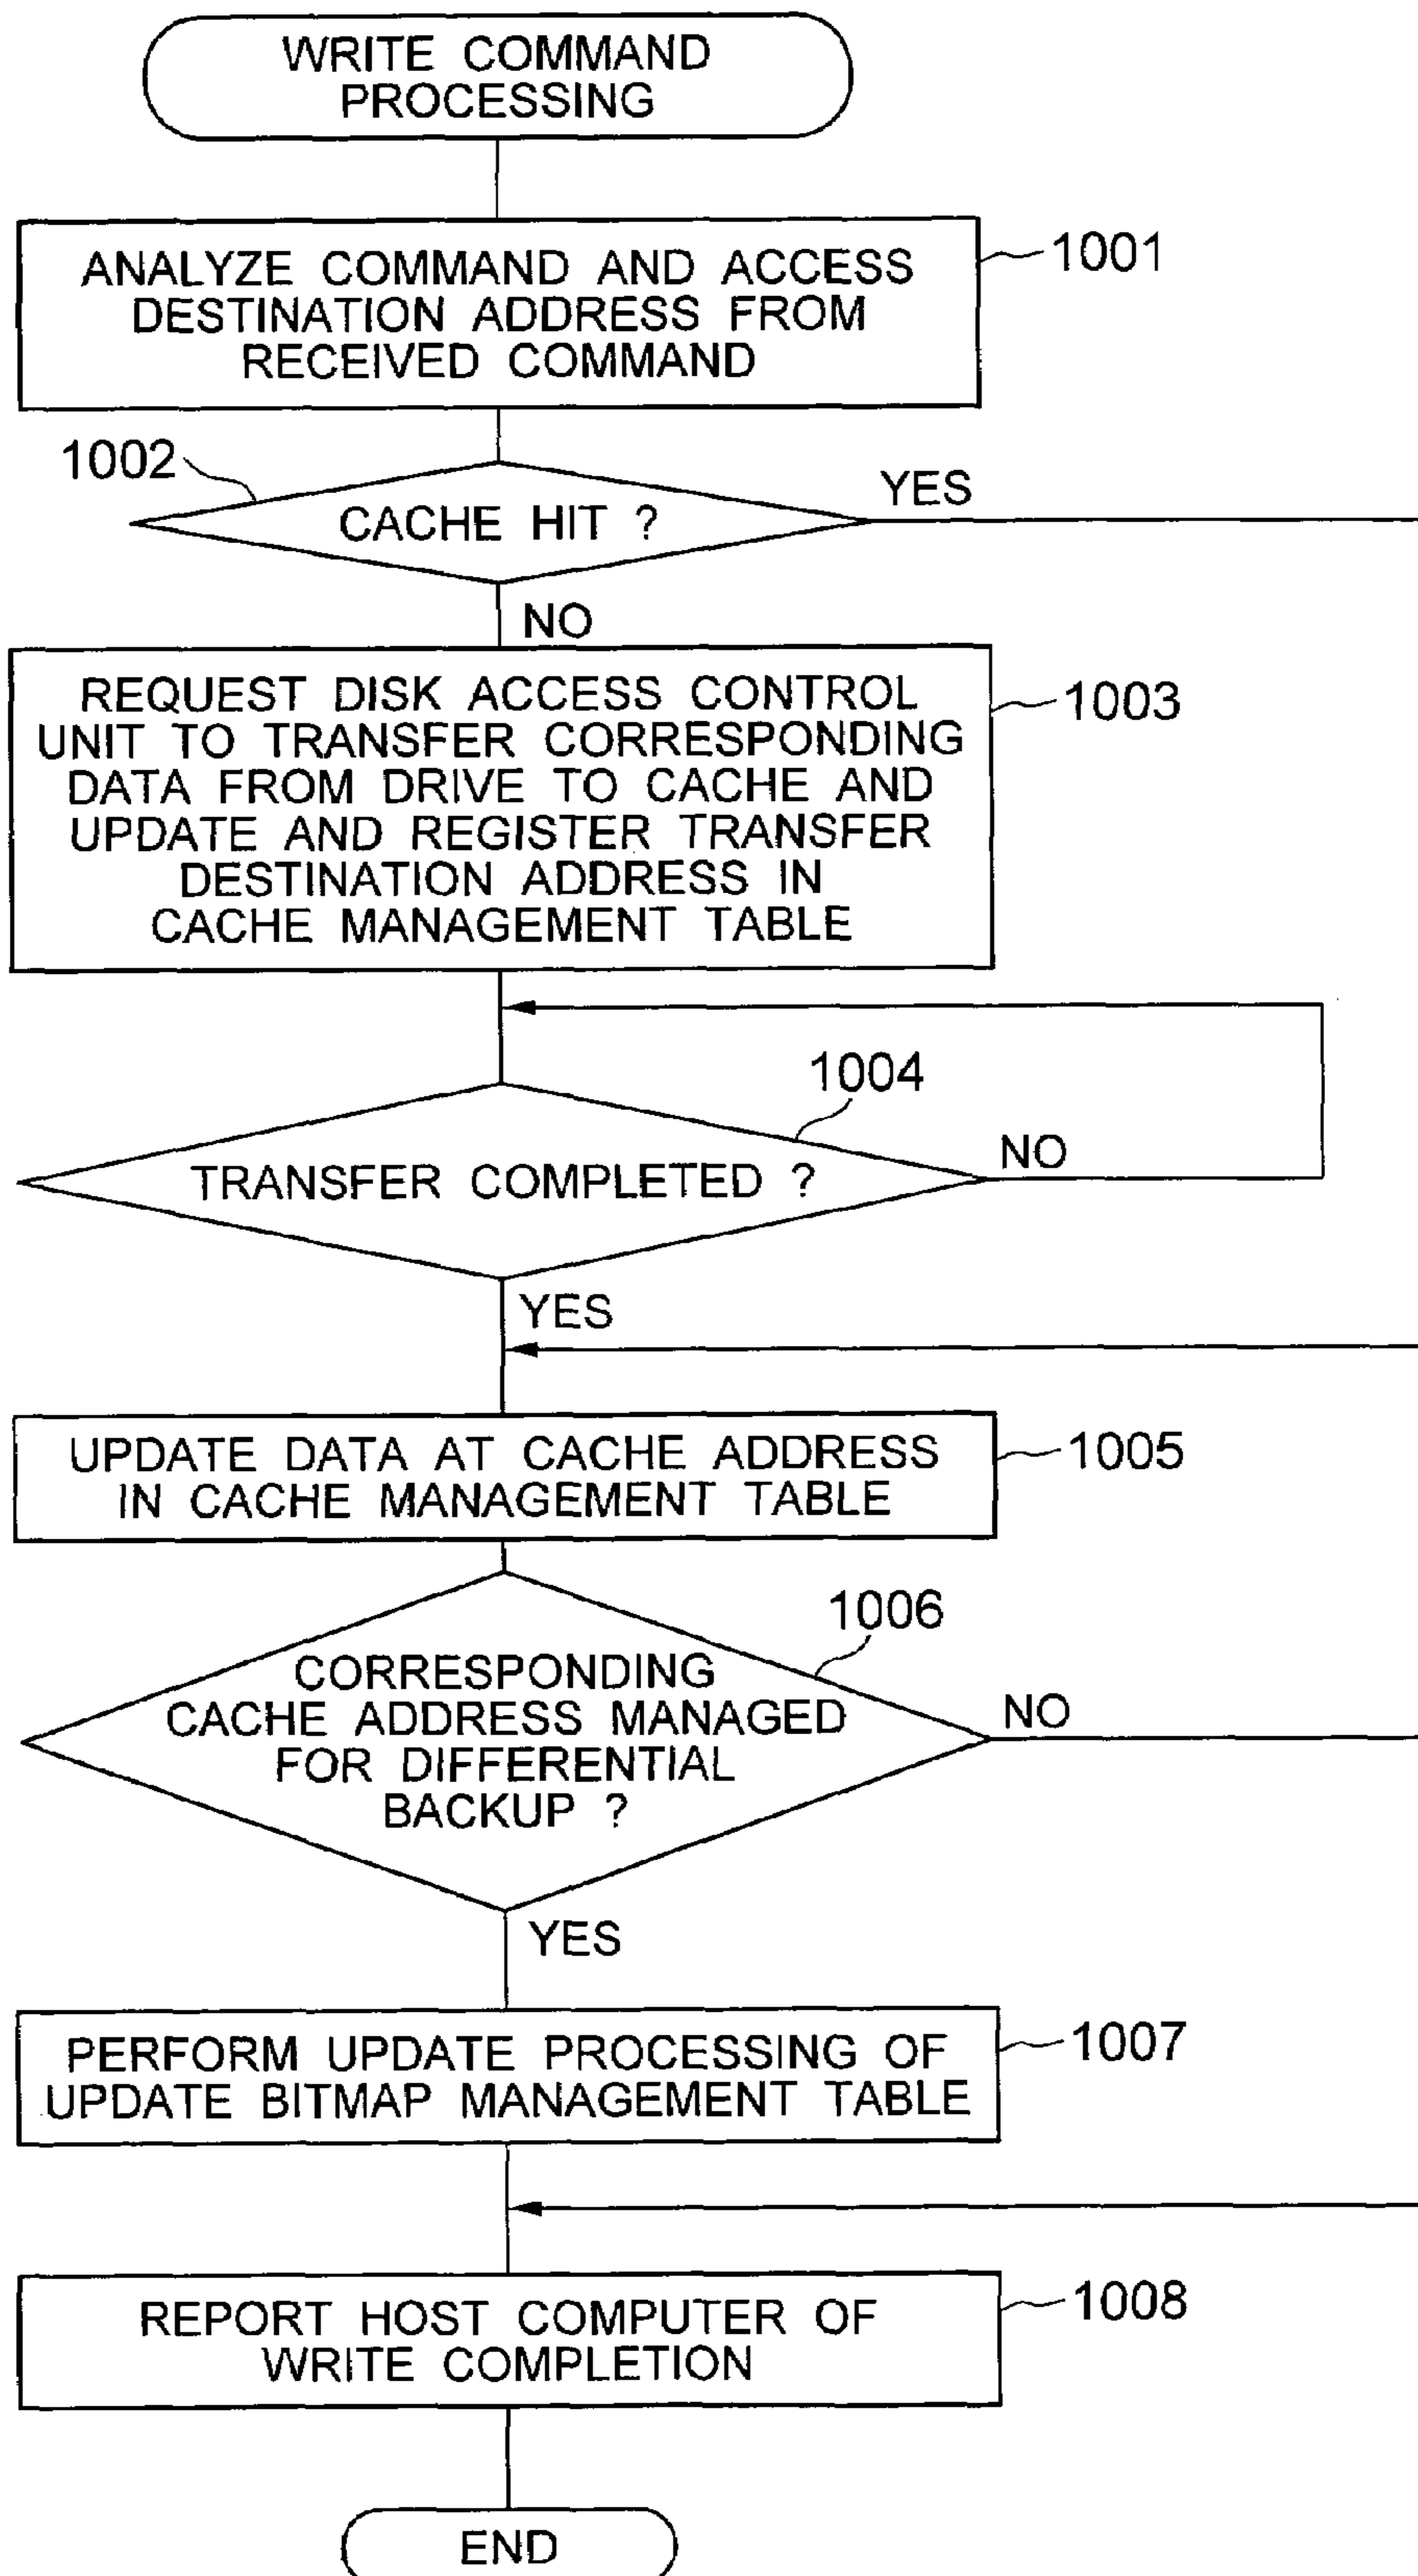 WRITE COMMAND
PROCESSING
ANALYZE COMMAND AND ACCESS
DESTINATION ADDRESS FROM
RECEIVED COMMAND
1001
1002
CACHE HIT ?
YES
NO
REQUEST DISK ACCESS CONTROL
UNIT TO TRANSFER CORRESPONDING
DATA FROM DRIVE TO CACHE AND
UPDATE AND REGISTER TRANSFER
DESTINATION ADDRESS IN
CACHE MANAGEMENT TABLE
1003
1004
TRANSFER COMPLETED ?
NO
YES
UPDATE DATA AT CACHE ADDRESS
IN CACHE MANAGEMENT TABLE
1005
1006
CORRESPONDING
CACHE ADDRESS MANAGED
FOR DIFFERENTIAL
BACKUP ?
NO
YES
PERFORM UPDATE PROCESSING OF
UPDATE BITMAP MANAGEMENT TABLE
1007
REPORT HOST COMPUTER OF
WRITE COMPLETION
1008
END